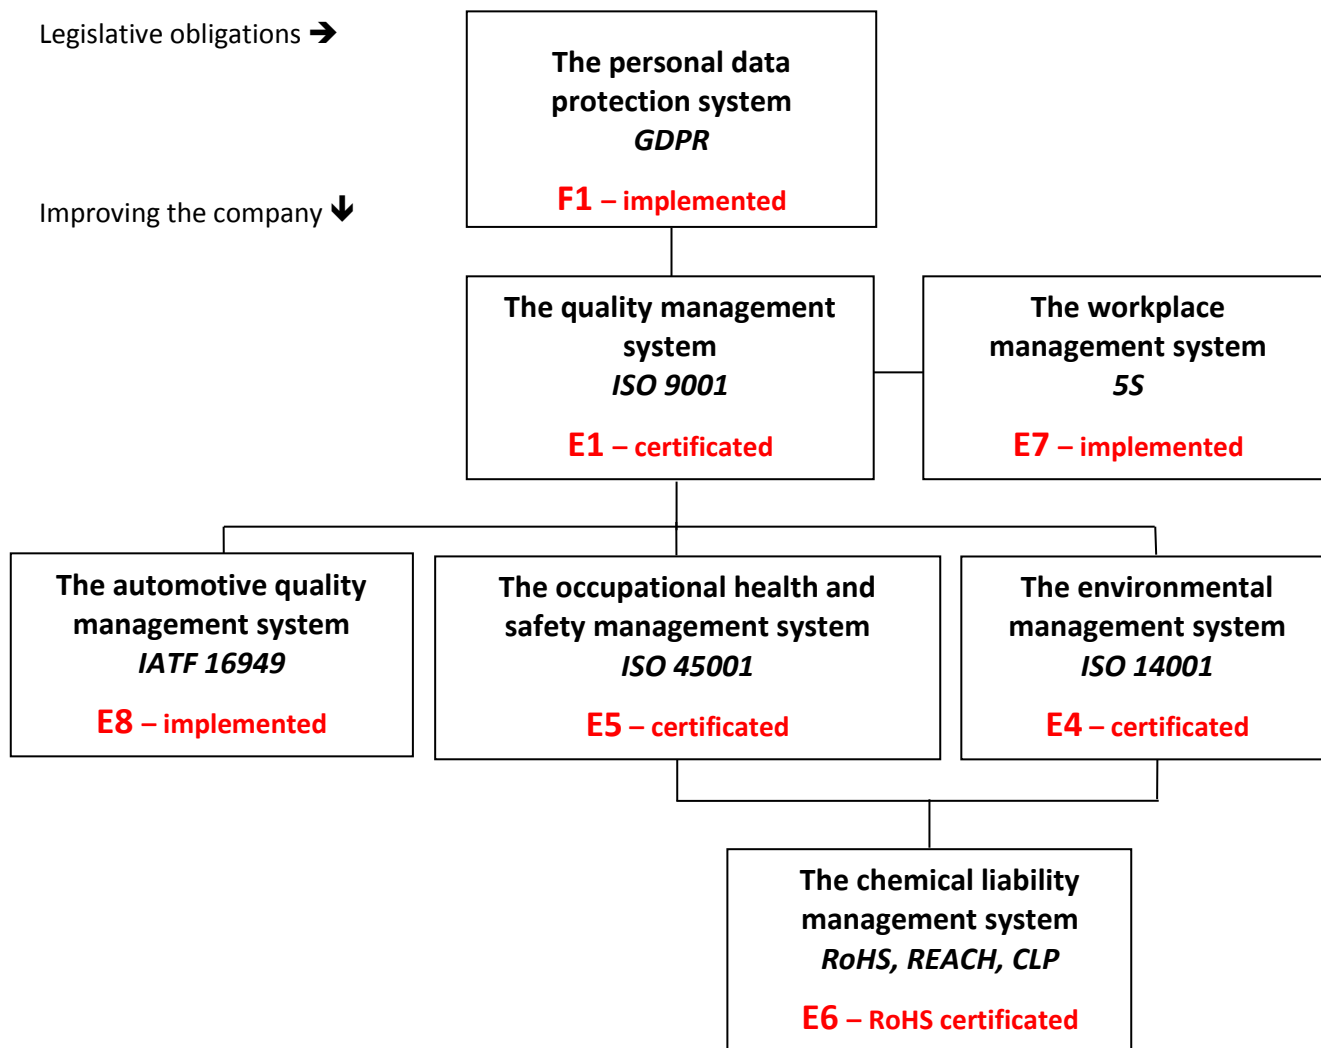 Legislative obligations 🡺
The personal data
protection system
GDPR
F1 – implemented
Improving the company 🡻
The quality management
system
ISO 9001
E1 – certificated
The workplace
management system
5S
E7 – implemented
The automotive quality
management system
IATF 16949
E8 – implemented
The occupational health and
safety management system
ISO 45001
E5 – certificated
The environmental
management system
ISO 14001
E4 – certificated
The chemical liability
management system
RoHS, REACH, CLP
E6 – RoHS certificated